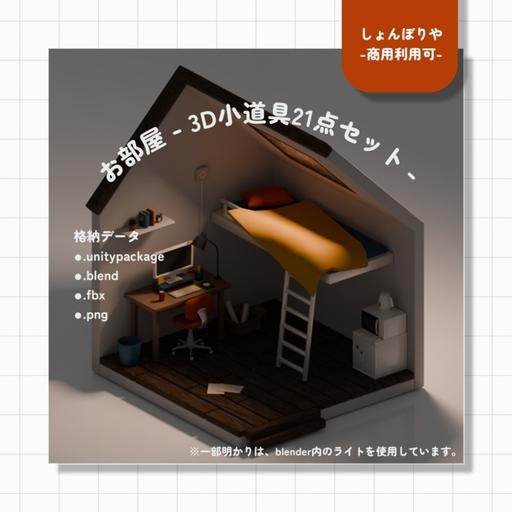 しょんぼりや
-商用利用可-
お部屋 - 3D小道具21点セット -
格納データ
●.unitypackage
●.blend
●.fbx
●.png
※一部明かりは、blender内のライトを使用しています。